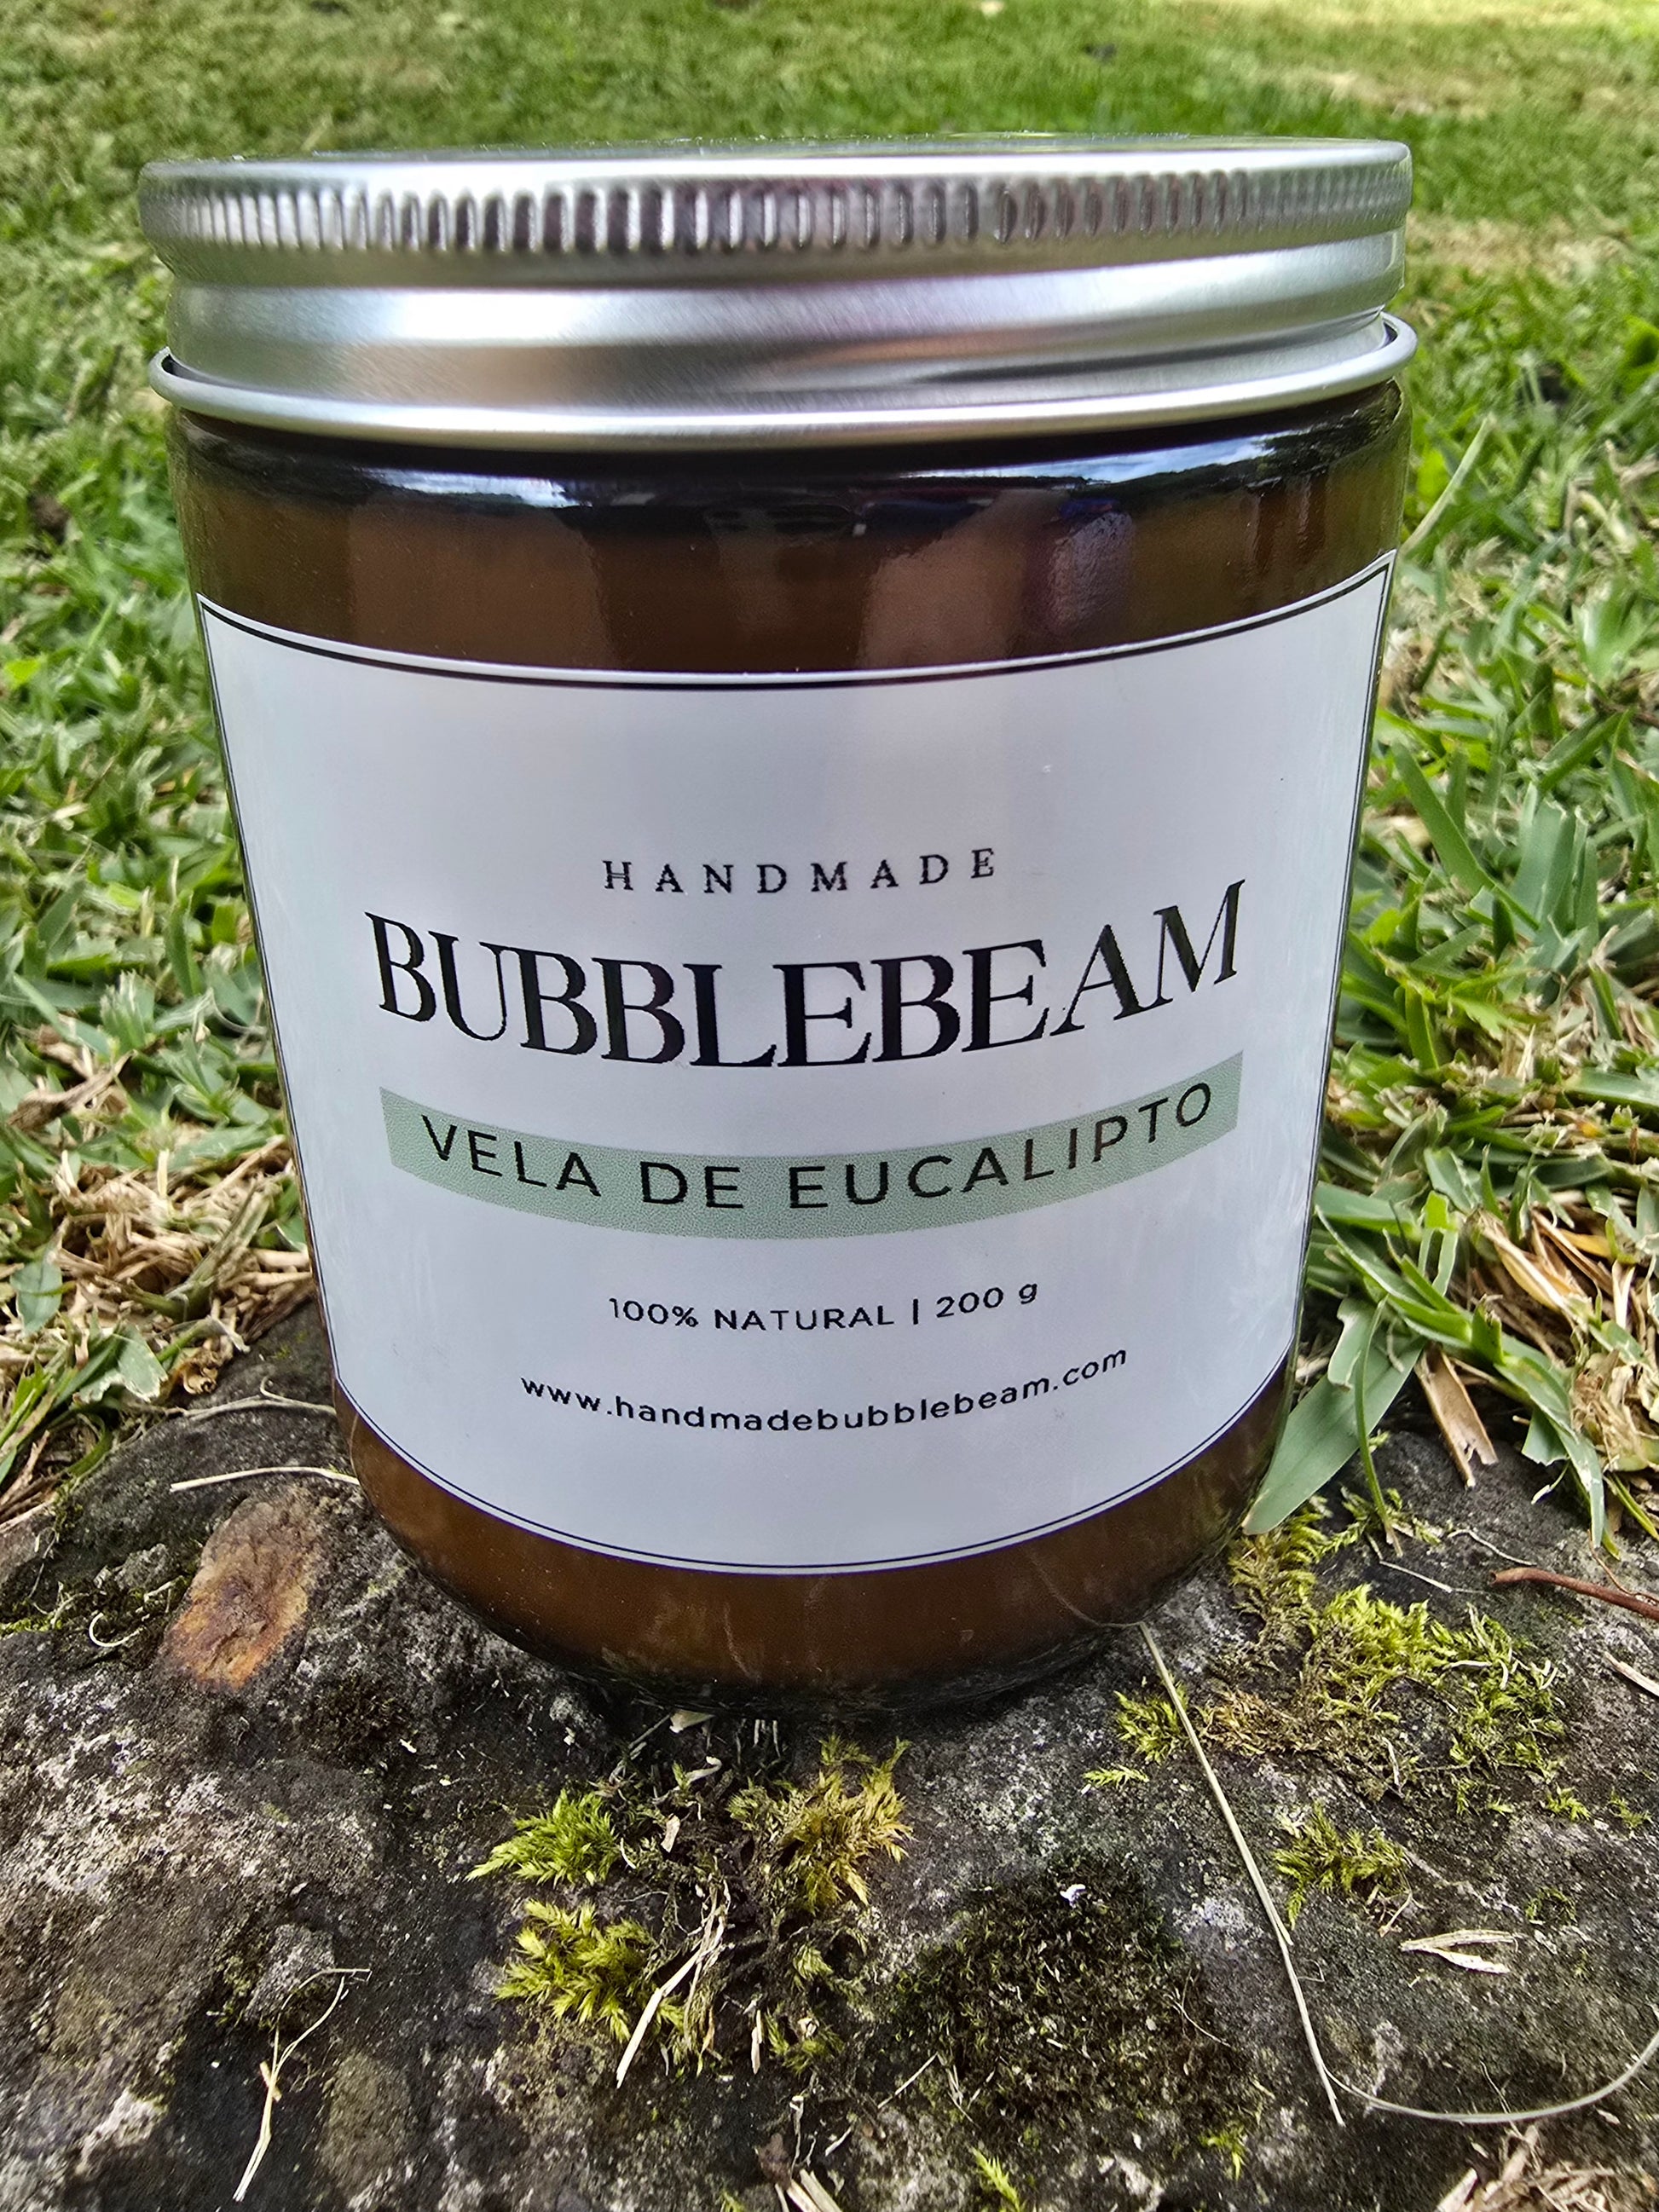 HANDMADE
BUBBLEBEAM
VELA DE EUCALIPTO
100% NATURAL | 200 g
www.handmadebubblebeam.com